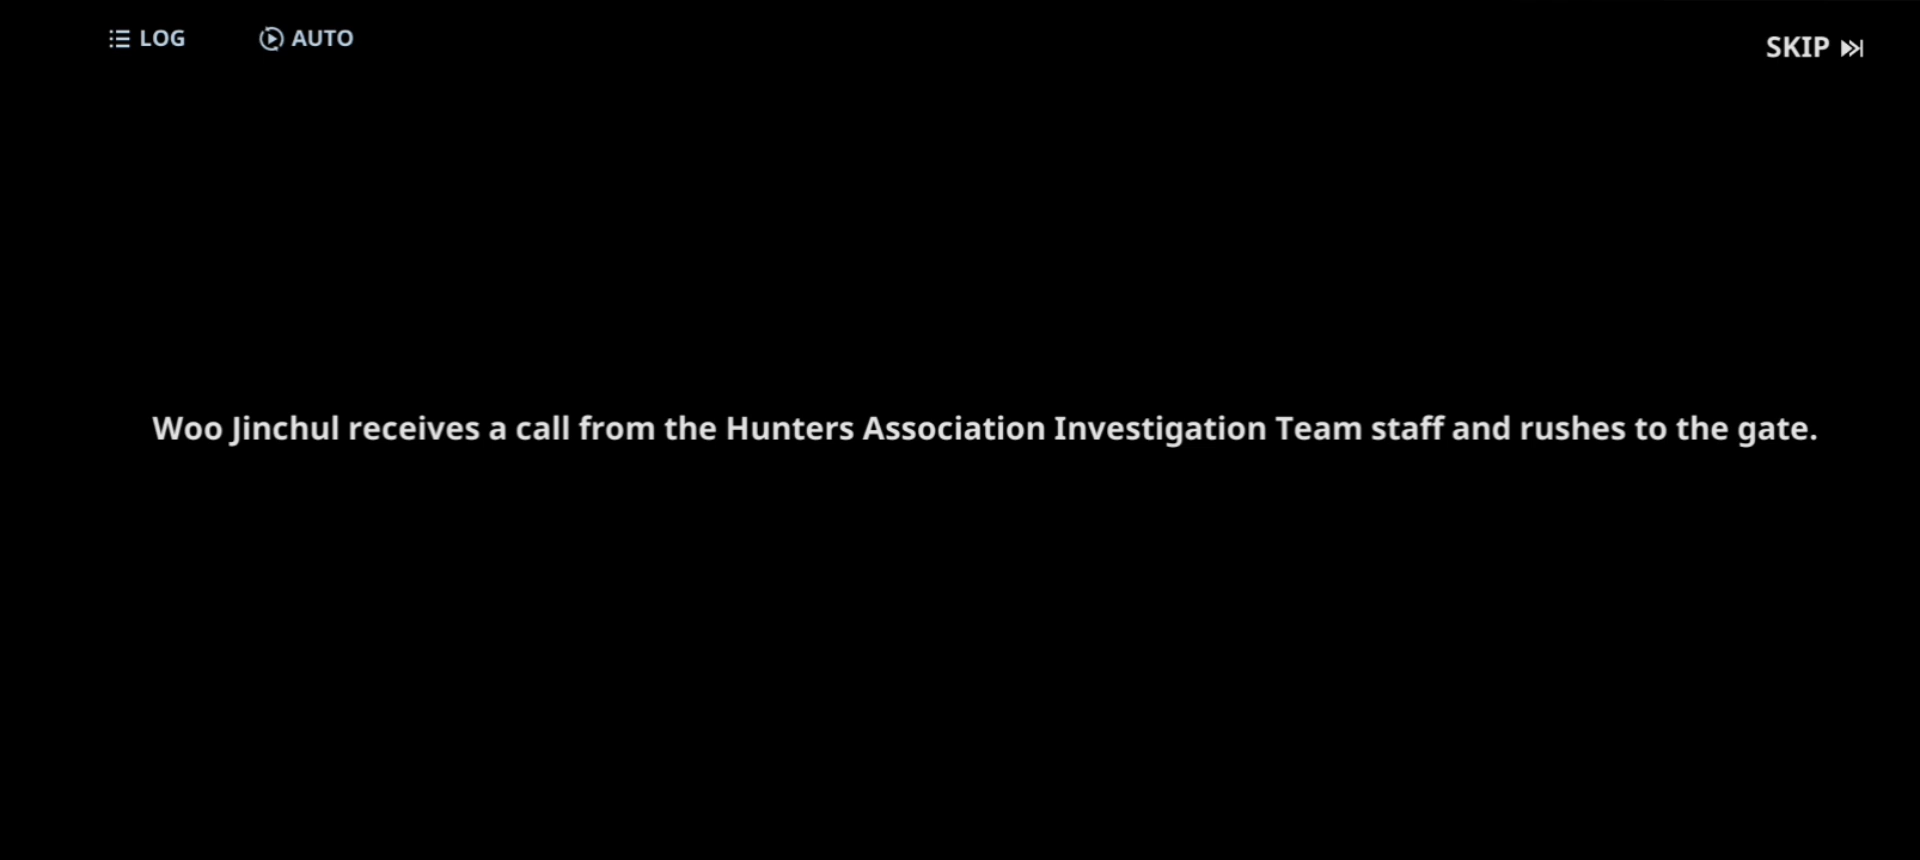 LOG
AUTO
SKIP
Woo Jinchul receives a call from the Hunters Association Investigation Team staff and rushes to the gate.